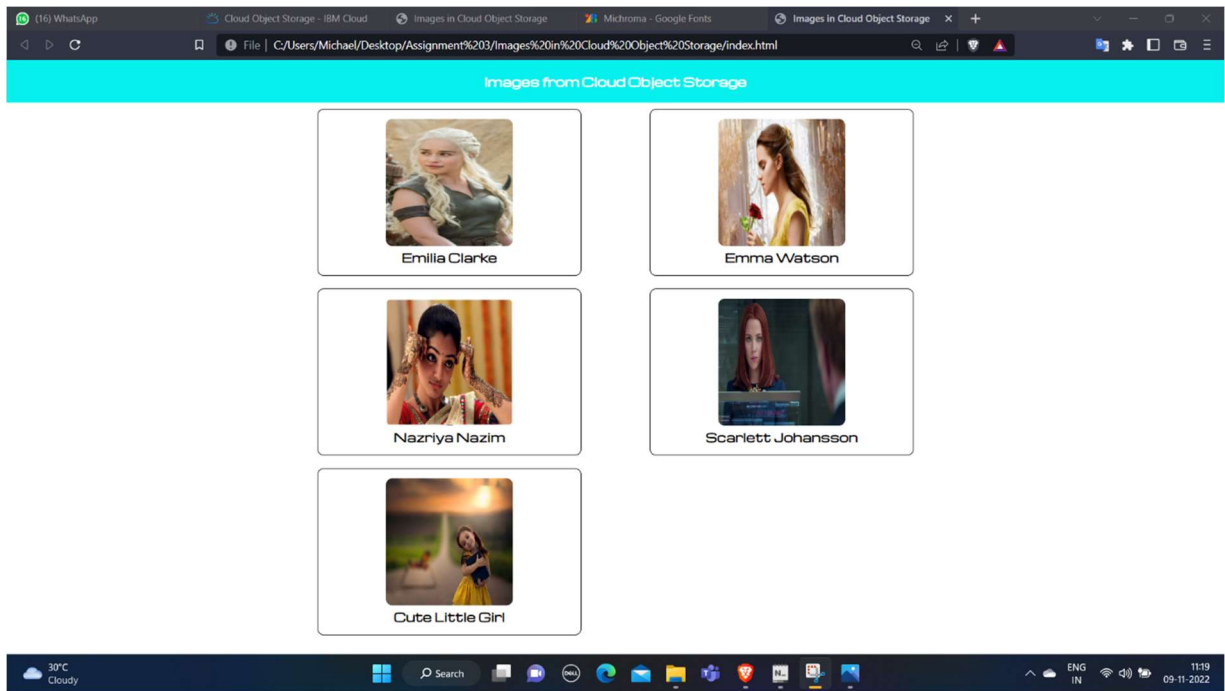 (16) WhatsApp
Cloud Object Storage - IBM Cloud
Images in Cloud Object Storage
Michroma - Google Fonts
Images in Cloud Object Storage
File | C:/Users/Michael/Desktop/Assignment%203/Images%20in%20Cloud%20Object%20Storage/index.html
Images from Cloud Object Storage
Emilia Clarke
Emma Watson
Nazriya Nazim
Scarlett Johansson
Cute Little Girl
30°C
Cloudy
Search
DELL
N..
ENG
IN
11:19
09-11-2022